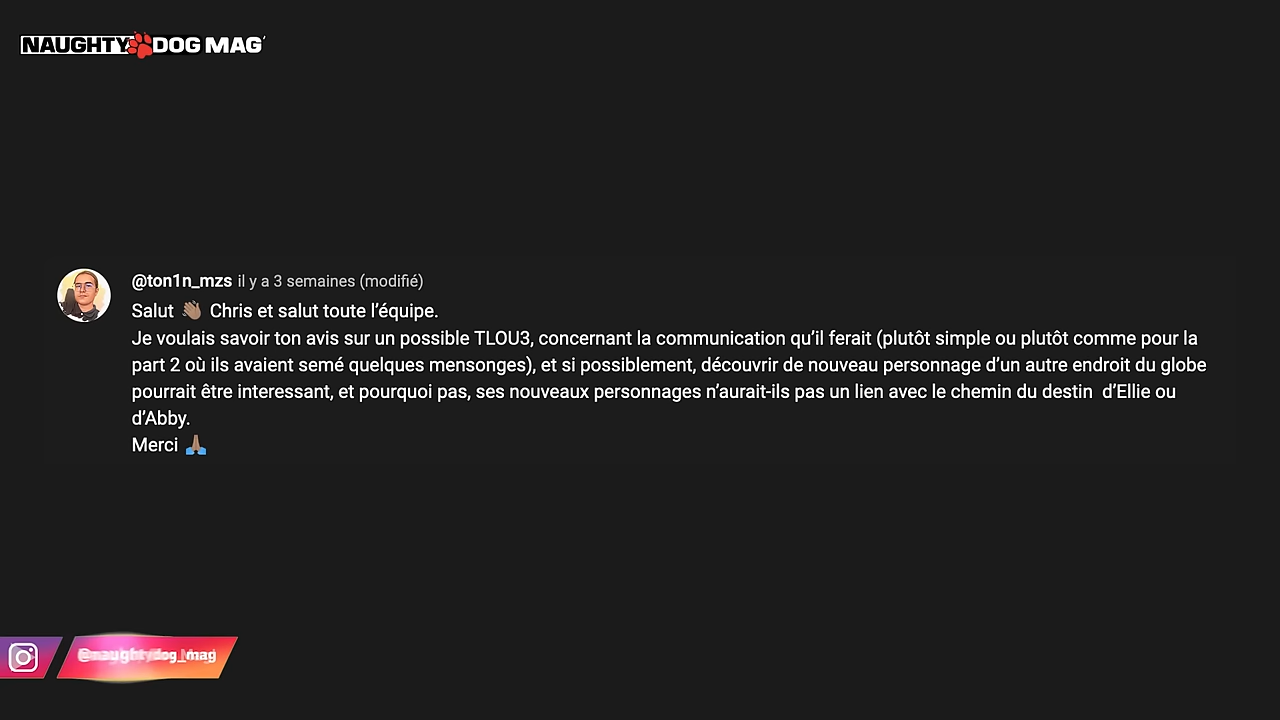 NAUGHTY DOG MAG
@ton1n_mzs il y a 3 semaines (modifié)
Salut 👋🏽 Chris et salut toute l’équipe.
Je voulais savoir ton avis sur un possible TLOU3, concernant la communication qu’il ferait (plutôt simple ou plutôt comme pour la
part 2 où ils avaient semé quelques mensonges), et si possiblement, découvrir de nouveau personnage d’un autre endroit du globe
pourrait être interessant, et pourquoi pas, ses nouveaux personnages n’aurait-ils pas un lien avec le chemin du destin  d’Ellie ou
d’Abby.
Merci 🙏🏽
@naughtydog_mag